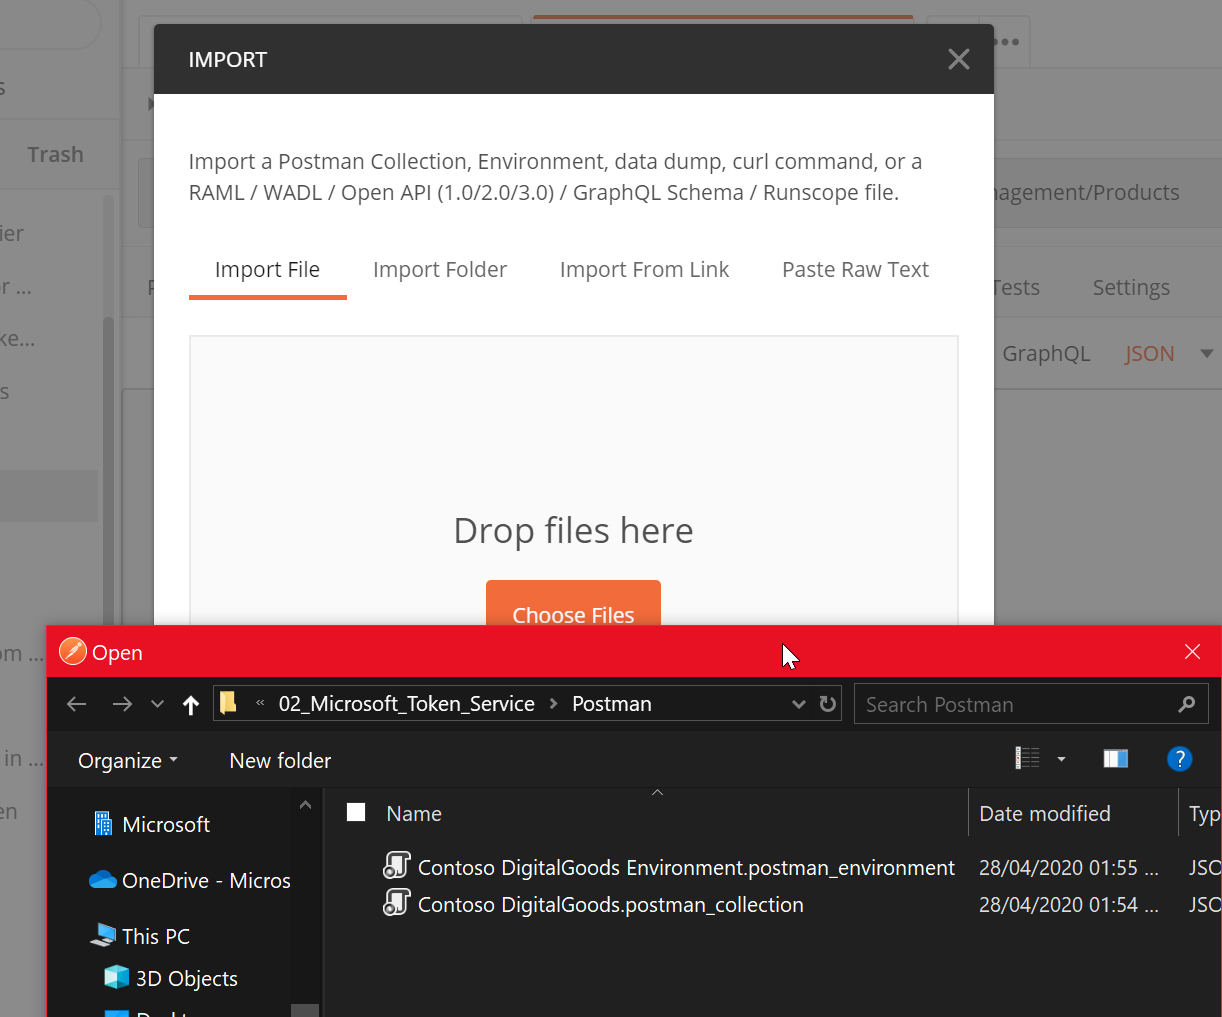 IMPORT
s
Trash
Import a Postman Collection, Environment, data dump, curl command, or a
RAML / WADL / Open API (1.0/2.0/3.0) / GraphQL Schema / Runscope file.
nagement/Products
ier
Import File Import Folder Import From Link Paste Raw Text
r ...
Tests Settings
ke...
GraphQL JSON
s
Drop files here
Choose Files
om ...
Open
« 02_Microsoft_Token_Service > Postman
Search Postman
in ...
Organize New folder
?
en
Microsoft
Name Date modified Typ
OneDrive - Micros
Contoso DigitalGoods Environment.postman_environment 28/04/2020 01:55 ... JSO
Contoso DigitalGoods.postman_collection 28/04/2020 01:54 ... JSO
This PC
3D Objects